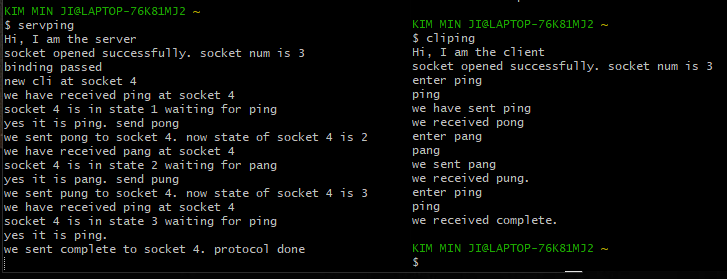 KIM MIN JI@LAPTOP-76K81MJ2 ~
$ servping
Hi, I am the server
socket opened successfully. socket num is 3
binding passed
new cli at socket 4
we have received ping at socket 4
socket 4 is in state 1 waiting for ping
yes it is ping. send pong
we sent pong to socket 4. now state of socket 4 is 2
we have received pang at socket 4
socket 4 is in state 2 waiting for pang
yes it is pang. send pung
we sent pung to socket 4. now state of socket 4 is 3
we have received ping at socket 4
socket 4 is in state 3 waiting for ping
yes it is ping.
we sent complete to socket 4. protocol done
KIM MIN JI@LAPTOP-76K81MJ2 ~
$ cliping
Hi, I am the client
socket opened successfully. socket num is 3
enter ping
ping
we have sent ping
we received pong
enter pang
pang
we sent pang
we received pung.
enter ping
ping
we received complete.
KIM MIN JI@LAPTOP-76K81MJ2 ~
$